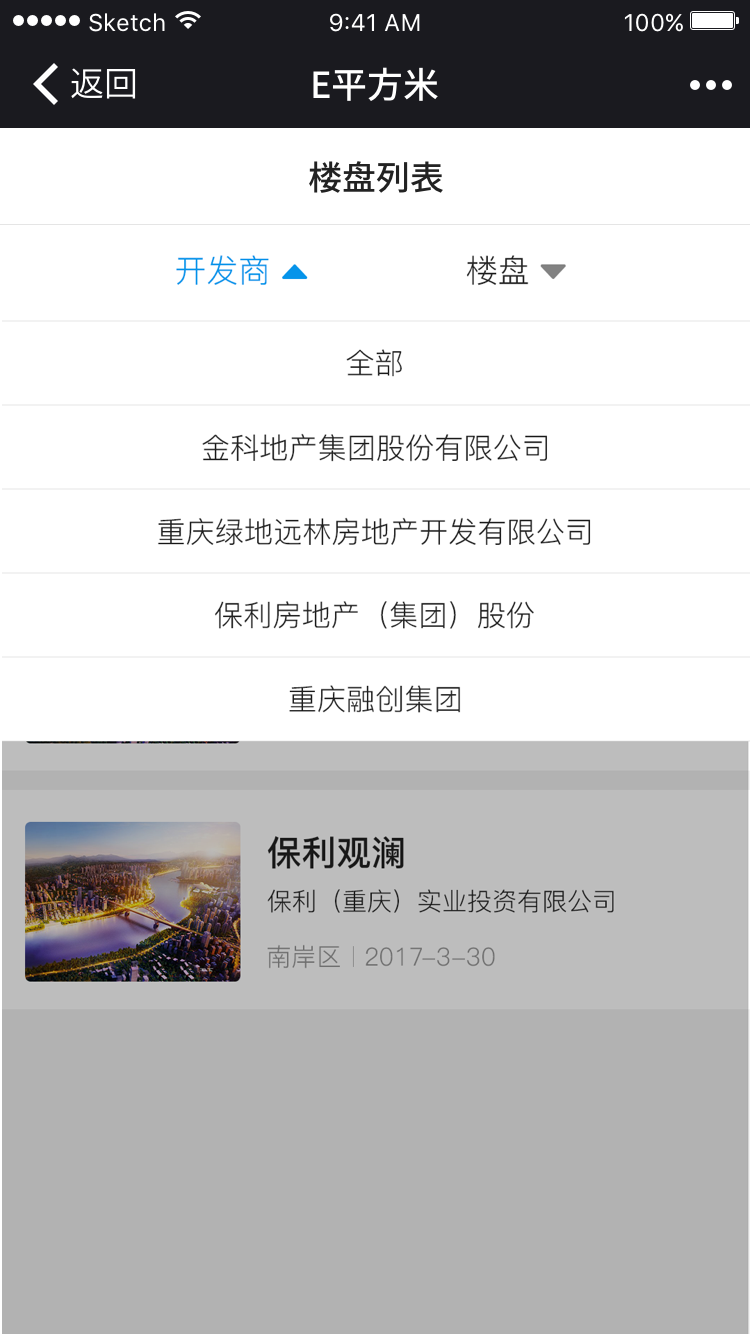 Sketch 9:41 AM 100%
返回 E平方米
楼盘列表
开发商 楼盘
全部
金科地产集团股份有限公司
重庆绿地远林房地产开发有限公司
保利房地产（集团）股份
重庆融创集团
保利观澜
保利（重庆）实业投资有限公司
南岸区 2017-3-30